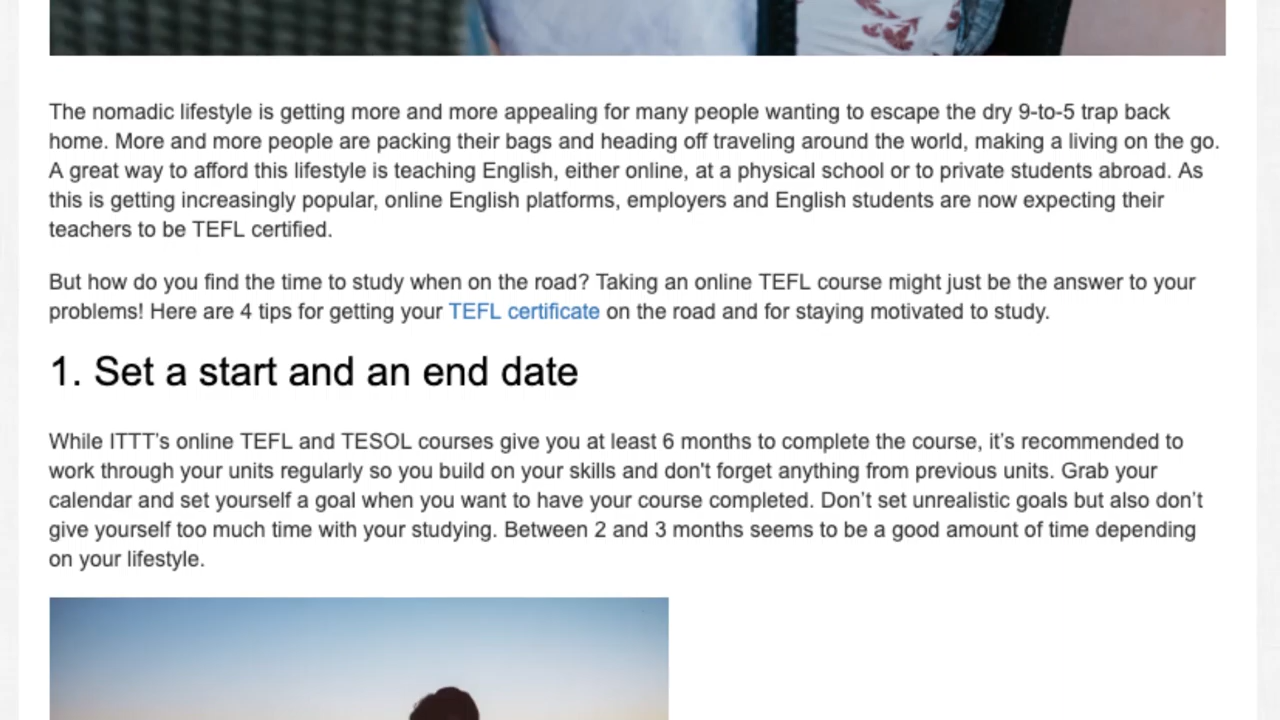 The nomadic lifestyle is getting more and more appealing for many people wanting to escape the dry 9-to-5 trap back
home. More and more people are packing their bags and heading off traveling around the world, making a living on the go.
A great way to afford this lifestyle is teaching English, either online, at a physical school or to private students abroad. As
this is getting increasingly popular, online English platforms, employers and English students are now expecting their
teachers to be TEFL certified.
But how do you find the time to study when on the road? Taking an online TEFL course might just be the answer to your
problems! Here are 4 tips for getting your TEFL certificate on the road and for staying motivated to study.
1. Set a start and an end date
While ITTT’s online TEFL and TESOL courses give you at least 6 months to complete the course, it’s recommended to
work through your units regularly so you build on your skills and don't forget anything from previous units. Grab your
calendar and set yourself a goal when you want to have your course completed. Don’t set unrealistic goals but also don’t
give yourself too much time with your studying. Between 2 and 3 months seems to be a good amount of time depending
on your lifestyle.